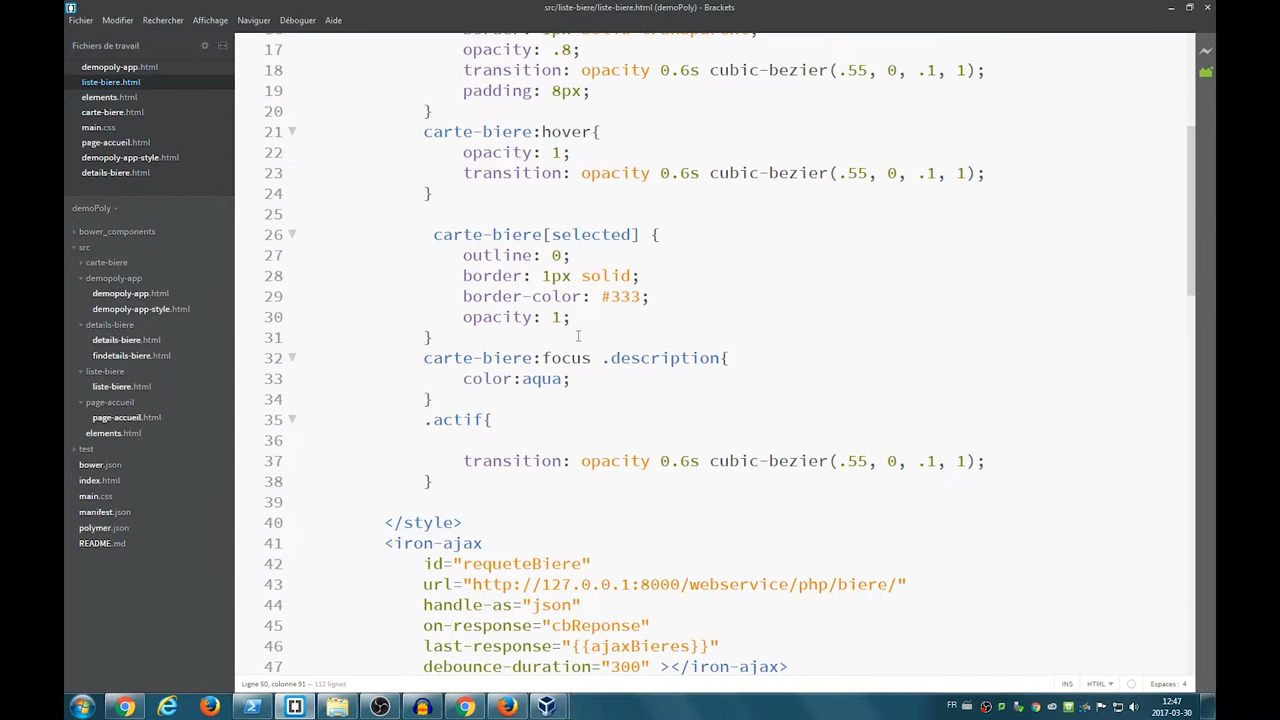 src/liste-biere/liste-biere.html (demoPoly) - Brackets
Fichier Modifier Rechercher Affichage Naviguer Déboguer Aide
Fichiers de travail
demopoly-app.html
liste-biere.html
elements.html
carte-biere.html
main.css
page-accueil.html
demopoly-app-style.html
details-biere.html
demoPoly
bower_components
src
carte-biere
demopoly-app
demopoly-app.html
demopoly-app-style.html
details-biere
details-biere.html
findetails-biere.html
liste-biere
liste-biere.html
page-accueil
page-accueil.html
elements.html
test
bower.json
index.html
main.css
manifest.json
polymer.json
README.md
17 opacity: .8;
18 transition: opacity 0.6s cubic-bezier(.55, 0, .1, 1);
19 padding: 8px;
20 }
21 carte-biere:hover{
22 opacity: 1;
23 transition: opacity 0.6s cubic-bezier(.55, 0, .1, 1);
24 }
25
26 carte-biere[selected] {
27 outline: 0;
28 border: 1px solid;
29 border-color: #333;
30 opacity: 1;
31 }
32 carte-biere:focus .description{
33 color:aqua;
34 }
35 .actif{
36
37 transition: opacity 0.6s cubic-bezier(.55, 0, .1, 1);
38 }
39
40 </style>
41 <iron-ajax
42 id="requeteBiere"
43 url="http://127.0.0.1:8000/webservice/php/biere/"
44 handle-as="json"
45 on-response="cbReponse"
46 last-response="{{ajaxBieres}}"
47 debounce-duration="300" ></iron-ajax>
Ligne 50, colonne 91 — 112 lignes
INS HTML Espaces : 4
FR
12:47
2017-03-30